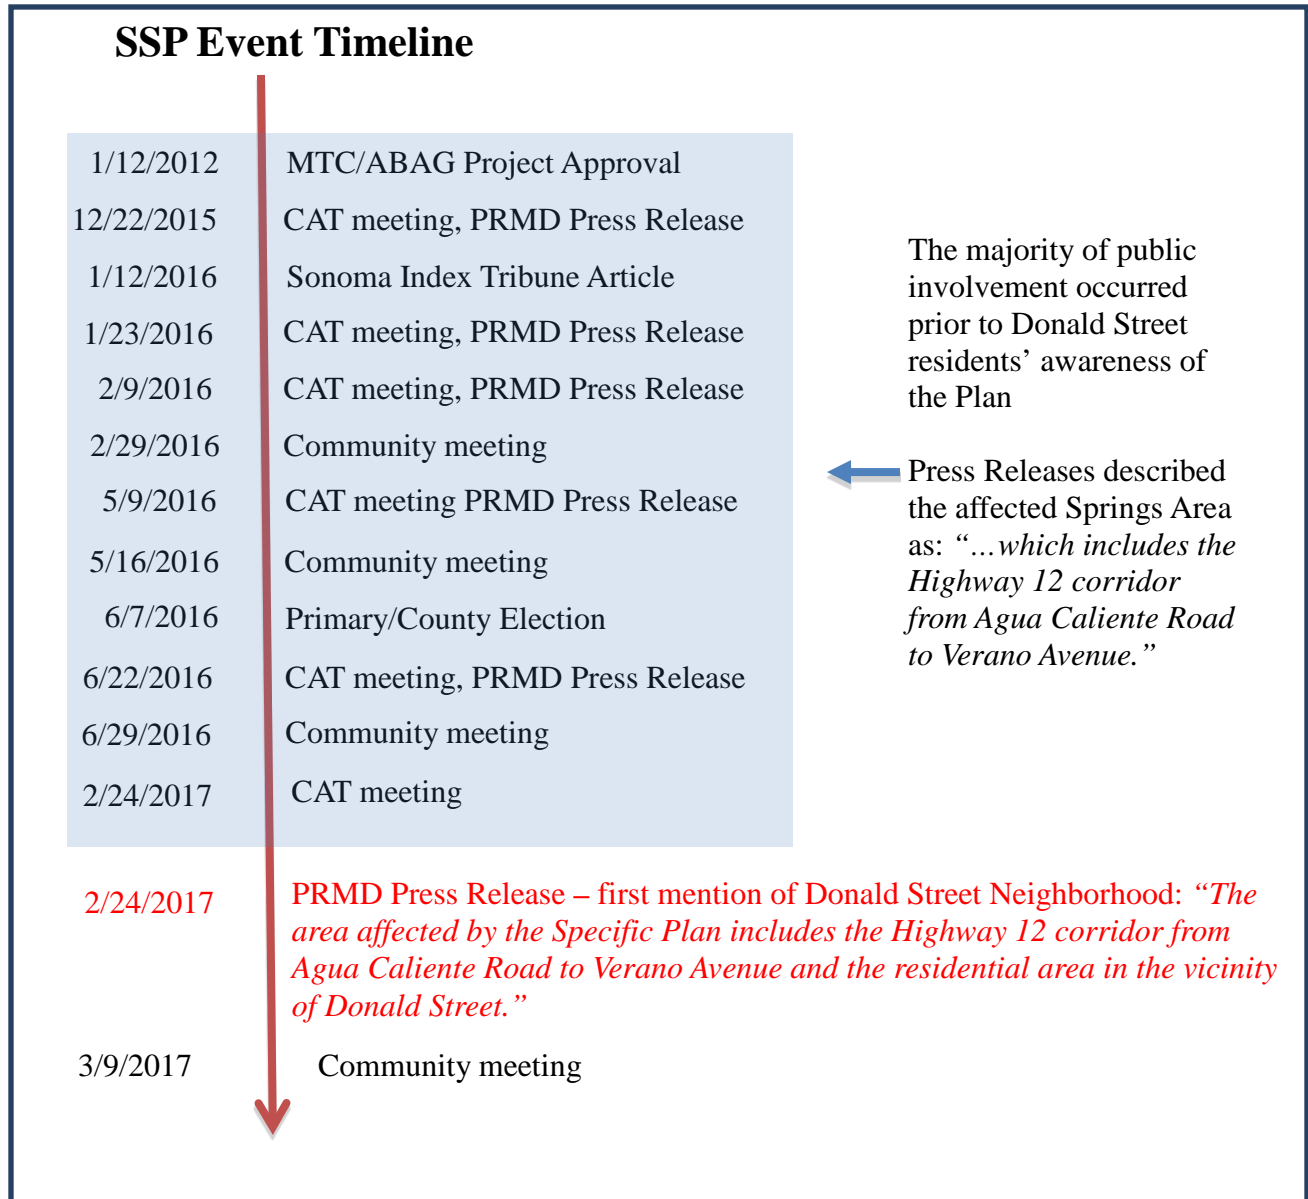 SSP Event Timeline
1/12/2012 MTC/ABAG Project Approval
12/22/2015 CAT meeting, PRMD Press Release
1/12/2016 Sonoma Index Tribune Article
1/23/2016 CAT meeting, PRMD Press Release
2/9/2016 CAT meeting, PRMD Press Release
2/29/2016 Community meeting
5/9/2016 CAT meeting PRMD Press Release
5/16/2016 Community meeting
6/7/2016 Primary/County Election
6/22/2016 CAT meeting, PRMD Press Release
6/29/2016 Community meeting
2/24/2017 CAT meeting
The majority of public
involvement occurred
prior to Donald Street
residents’ awareness of
the Plan
Press Releases described
the affected Springs Area
as: “…which includes the
Highway 12 corridor
from Agua Caliente Road
to Verano Avenue.”
2/24/2017 PRMD Press Release – first mention of Donald Street Neighborhood: “The
area affected by the Specific Plan includes the Highway 12 corridor from
Agua Caliente Road to Verano Avenue and the residential area in the vicinity
of Donald Street.”
3/9/2017 Community meeting